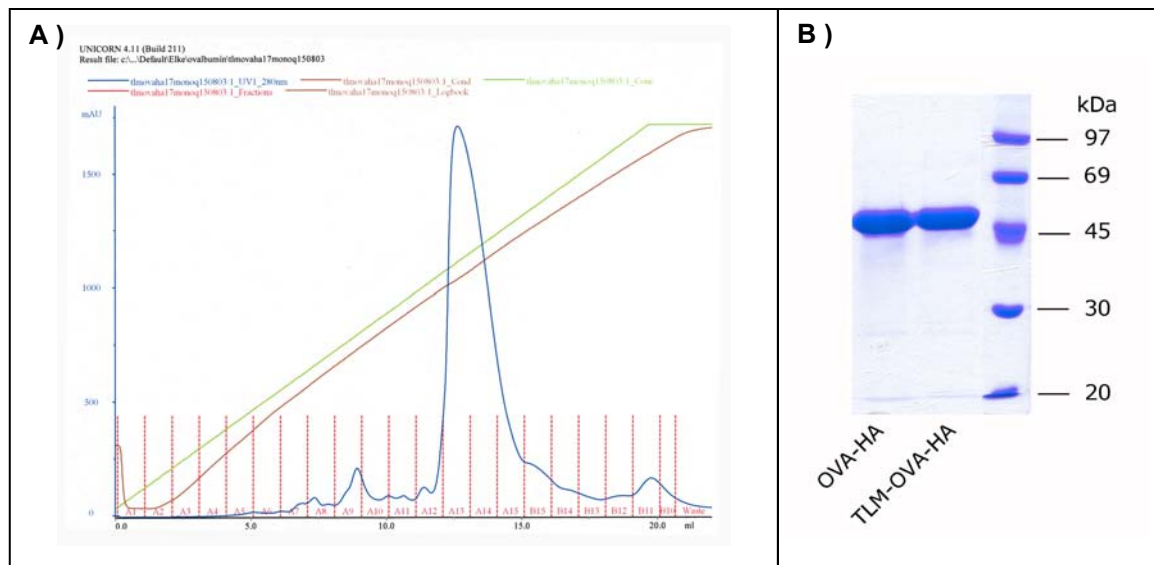 A )
UNICORN 4.11 (Build 211)
Result file: c:\...\Default\Elke\ovalbumin\tlmovaha17monoq150803
tlmovaha17monoq150803·1_UV1_280nm tlmovaha17monoq150803·1_Cond tlmovaha17monoq150803·1_Conc
tlmovaha17monoq150803·1_Fractions tlmovaha17monoq150803·1_Logbook
mAU
1500
1000
500
0
A1 A2 A3 A4 A5 A6 A7 A8 A9 A10 A11 A12 A13 A14 A15 B15 B14 B13 B12 B11 B10 Waste
0.0 5.0 10.0 15.0 20.0 ml
B )
kDa
97
69
45
30
20
OVA-HA
TLM-OVA-HA